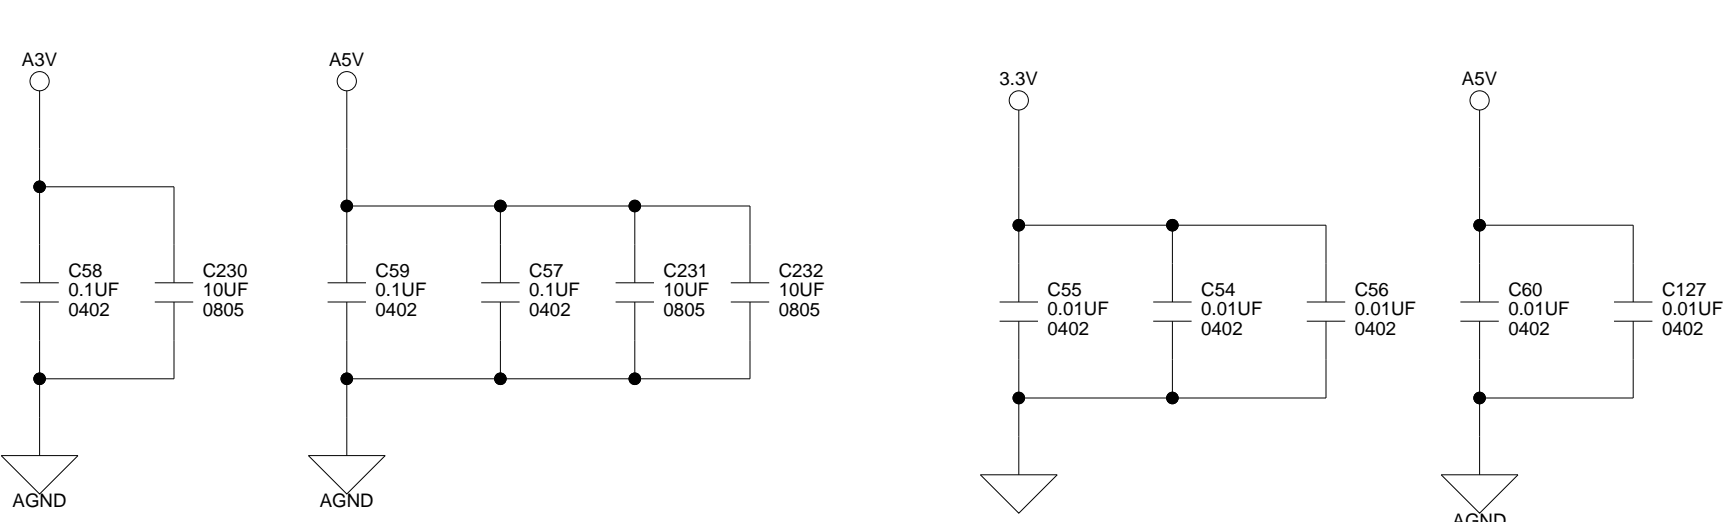 A3V
C58
0.1UF
0402
C230
10UF
0805
AGND
A5V
C59
0.1UF
0402
C57
0.1UF
0402
C231
10UF
0805
C232
10UF
0805
AGND
3.3V
C55
0.01UF
0402
C54
0.01UF
0402
C56
0.01UF
0402
A5V
C60
0.01UF
0402
C127
0.01UF
0402
AGND